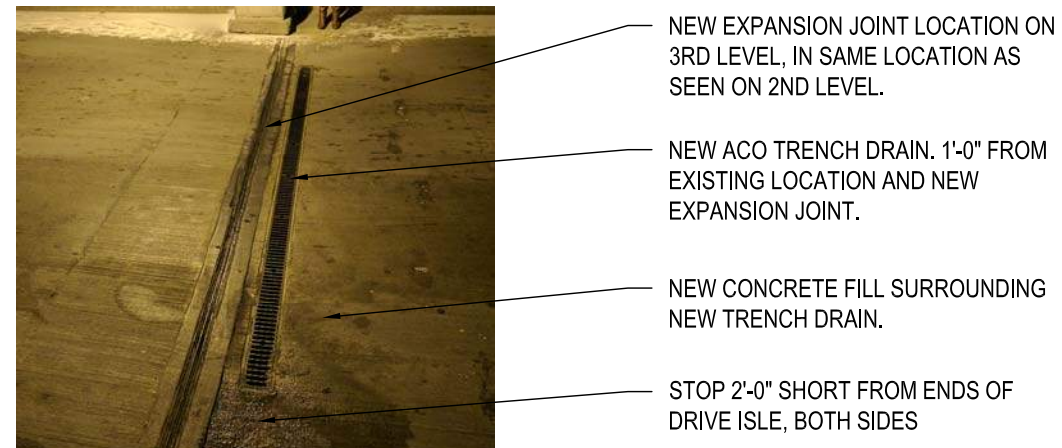 NEW EXPANSION JOINT LOCATION ON
3RD LEVEL, IN SAME LOCATION AS
SEEN ON 2ND LEVEL.
NEW ACO TRENCH DRAIN. 1'-0" FROM
EXISTING LOCATION AND NEW
EXPANSION JOINT.
NEW CONCRETE FILL SURROUNDING
NEW TRENCH DRAIN.
STOP 2'-0" SHORT FROM ENDS OF
DRIVE ISLE, BOTH SIDES